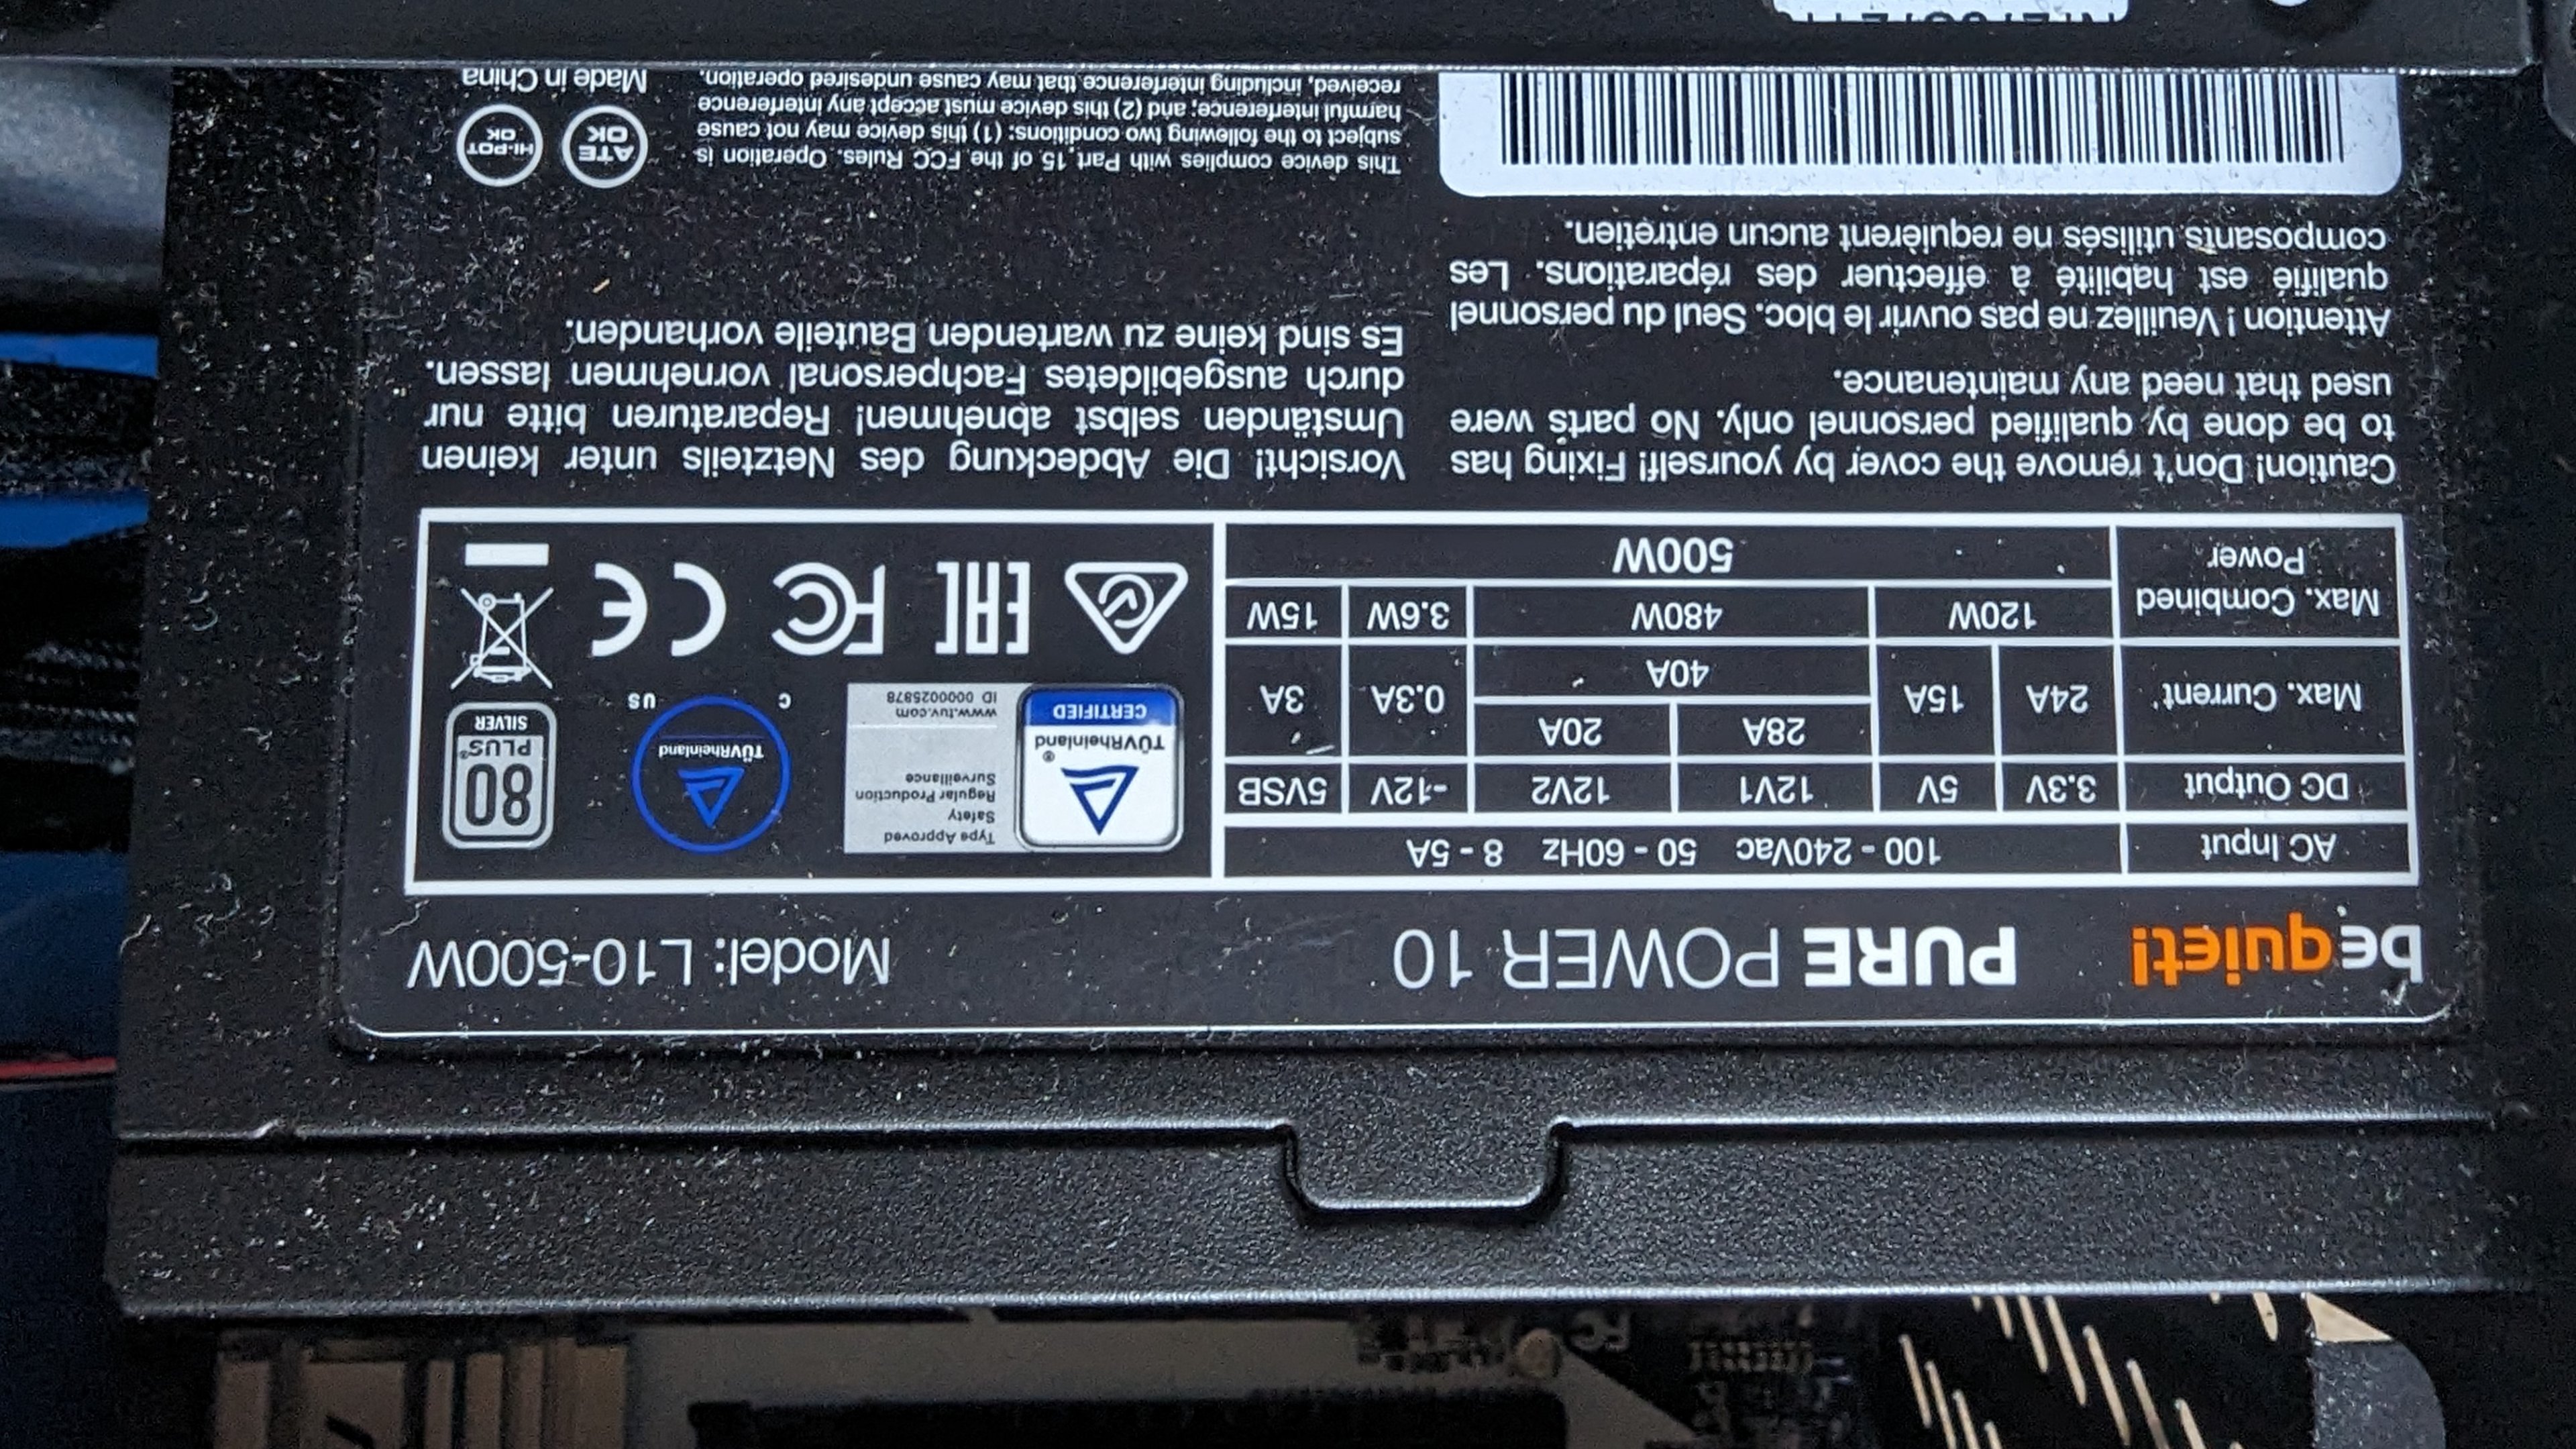 be quiet! PURE POWER 10 Model: L10-500W
AC Input 100 - 240Vac 50 - 60Hz 8 - 5A
DC Output 3.3V 5V 12V1 12V2 -12V 5VSB
Max. Current 24A 15A 28A 20A 0.3A 3A
40A
Max. Combined Power 120W 480W 3.6W 15W
500W
TÜVRheinland®
CERTIFIED
Type Approved
Safety
Regular Production
Surveillance
www.tuv.com
ID 0000025878
TÜVRheinland
C US
80
PLUS®
SILVER
EAC FC CE
Caution! Don't remove the cover by yourself! Fixing has
to be done by qualified personnel only. No parts were
used that need any maintenance.
Attention ! Veuillez ne pas ouvrir le bloc. Seul du personnel
qualifié est habilité à effectuer des réparations. Les
composants utilisés ne requièrent aucun entretien.
Vorsicht! Die Abdeckung des Netzteils unter keinen
Umständen selbst abnehmen! Reparaturen bitte nur
durch ausgebildetes Fachpersonal vornehmen lassen.
Es sind keine zu wartenden Bauteile vorhanden.
This device complies with Part 15 of the FCC Rules. Operation is
subject to the following two conditions: (1) this device may not cause
harmful interference; and (2) this device must accept any interference
received, including interference that may cause undesired operation.
ATE OK
HI-POT OK
Made in China